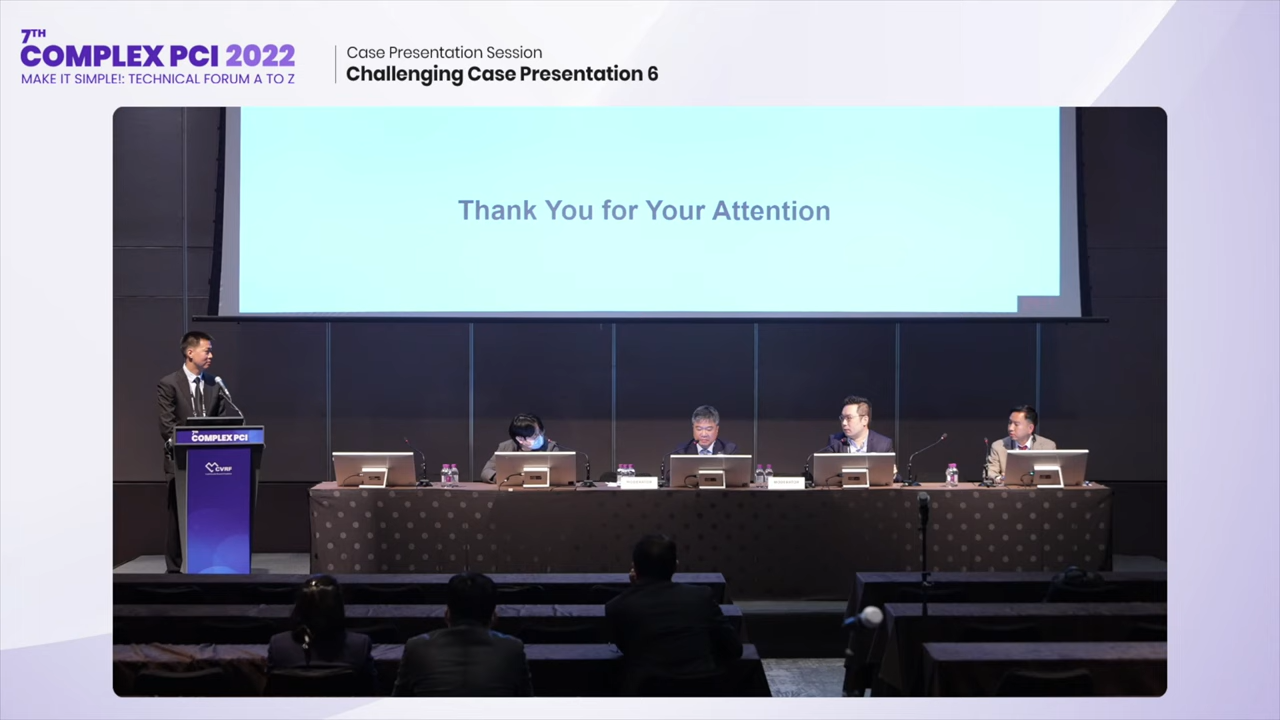 7TH
COMPLEX PCI 2022
MAKE IT SIMPLE!: TECHNICAL FORUM A TO Z
Case Presentation Session
Challenging Case Presentation 6
Thank You for Your Attention
7TH
COMPLEX PCI
CVRF